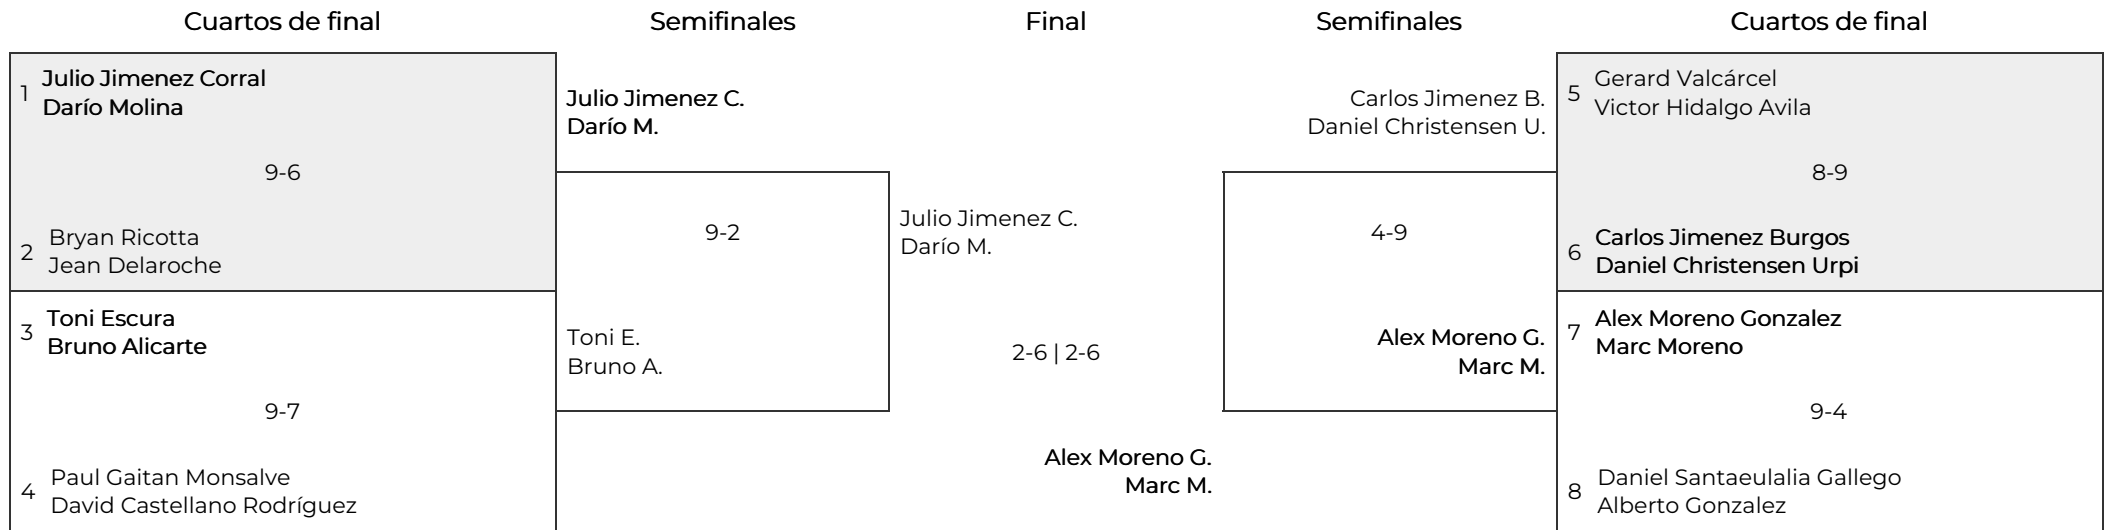 Cuartos de final
Semifinales
Final
Semifinales
Cuartos de final
1
Julio Jimenez Corral
Darío Molina
9-6
2
Bryan Ricotta
Jean Delaroche
3
Toni Escura
Bruno Alicarte
9-7
4
Paul Gaitan Monsalve
David Castellano Rodríguez
Julio Jimenez C.
Darío M.
9-2
Toni E.
Bruno A.
Julio Jimenez C.
Darío M.
2-6 | 2-6
Alex Moreno G.
Marc M.
Carlos Jimenez B.
Daniel Christensen U.
4-9
Alex Moreno G.
Marc M.
5
Gerard Valcárcel
Victor Hidalgo Avila
8-9
6
Carlos Jimenez Burgos
Daniel Christensen Urpi
7
Alex Moreno Gonzalez
Marc Moreno
9-4
8
Daniel Santaeulalia Gallego
Alberto Gonzalez